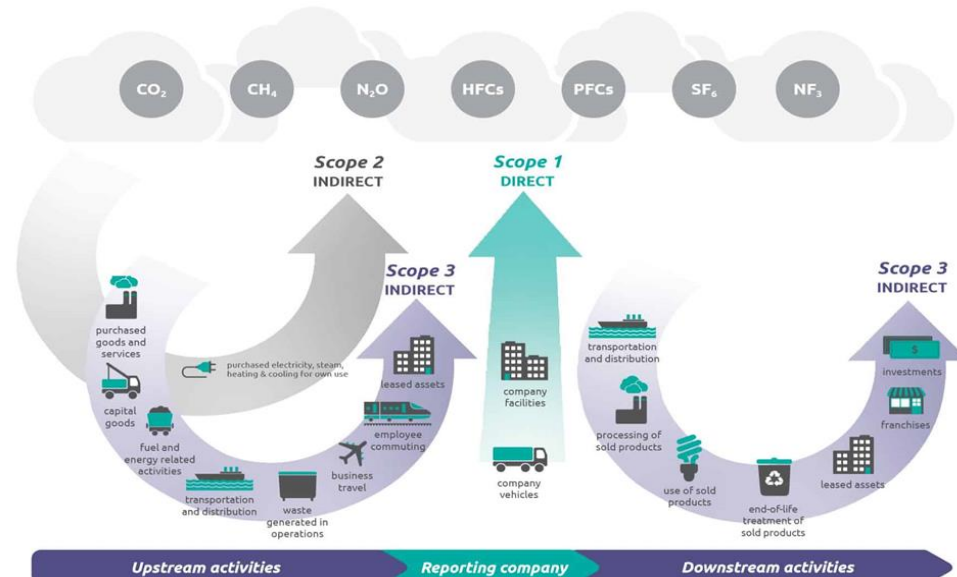 CO₂
CH₄
N₂O
HFCs
PFCs
SF₆
NF₃
Scope 2
INDIRECT
Scope 1
DIRECT
Scope 3
INDIRECT
Scope 3
INDIRECT
purchased
goods and
services
capital
goods
fuel and
energy related
activities
purchased electricity, steam,
heating & cooling for own use
transportation
and distribution
waste
generated in
operations
business
travel
employee
commuting
leased assets
company
facilities
company
vehicles
transportation
and distribution
processing of
sold products
use of sold
products
end-of-life
treatment of
sold products
leased assets
franchises
$
investments
Upstream activities
Reporting company
Downstream activities